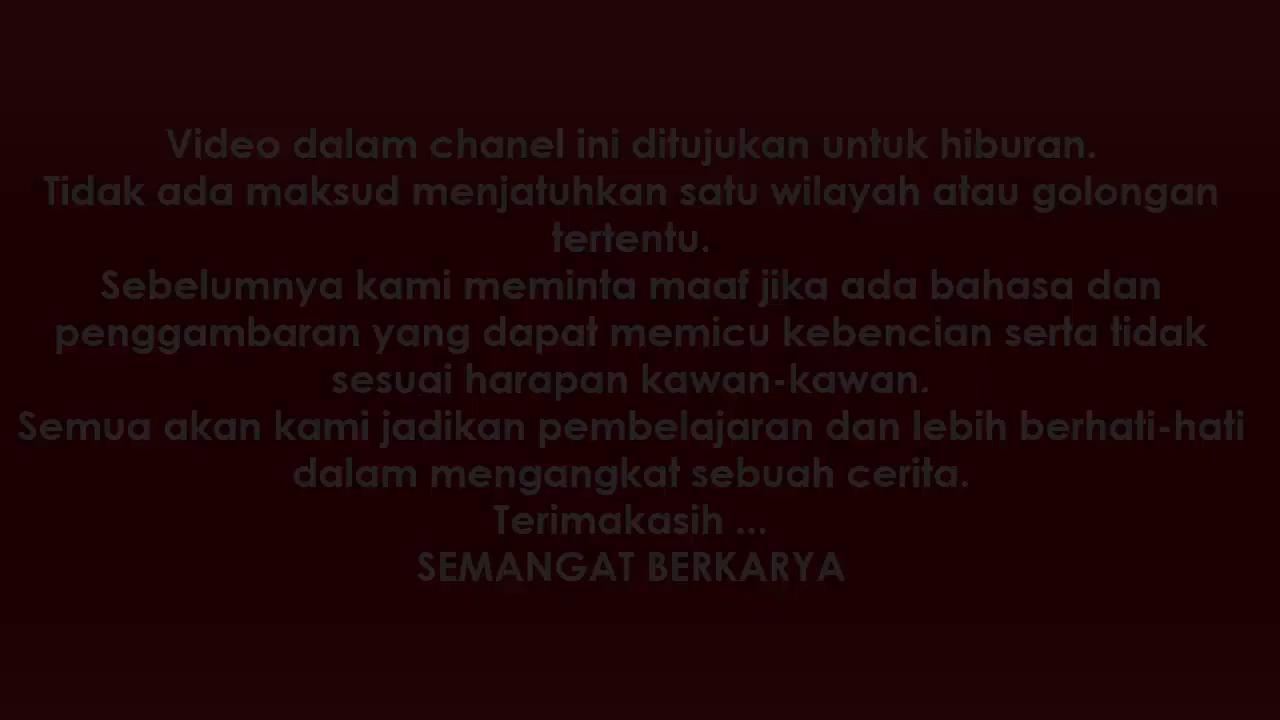 Video dalam chanel ini ditujukan untuk hiburan.
Tidak ada maksud menjatuhkan satu wilayah atau golongan
tertentu.
Sebelumnya kami meminta maaf jika ada bahasa dan
penggambaran yang dapat memicu kebencian serta tidak
sesuai harapan kawan-kawan.
Semua akan kami jadikan pembelajaran dan lebih berhati-hati
dalam mengangkat sebuah cerita.
Terimakasih ...
SEMANGAT BERKARYA